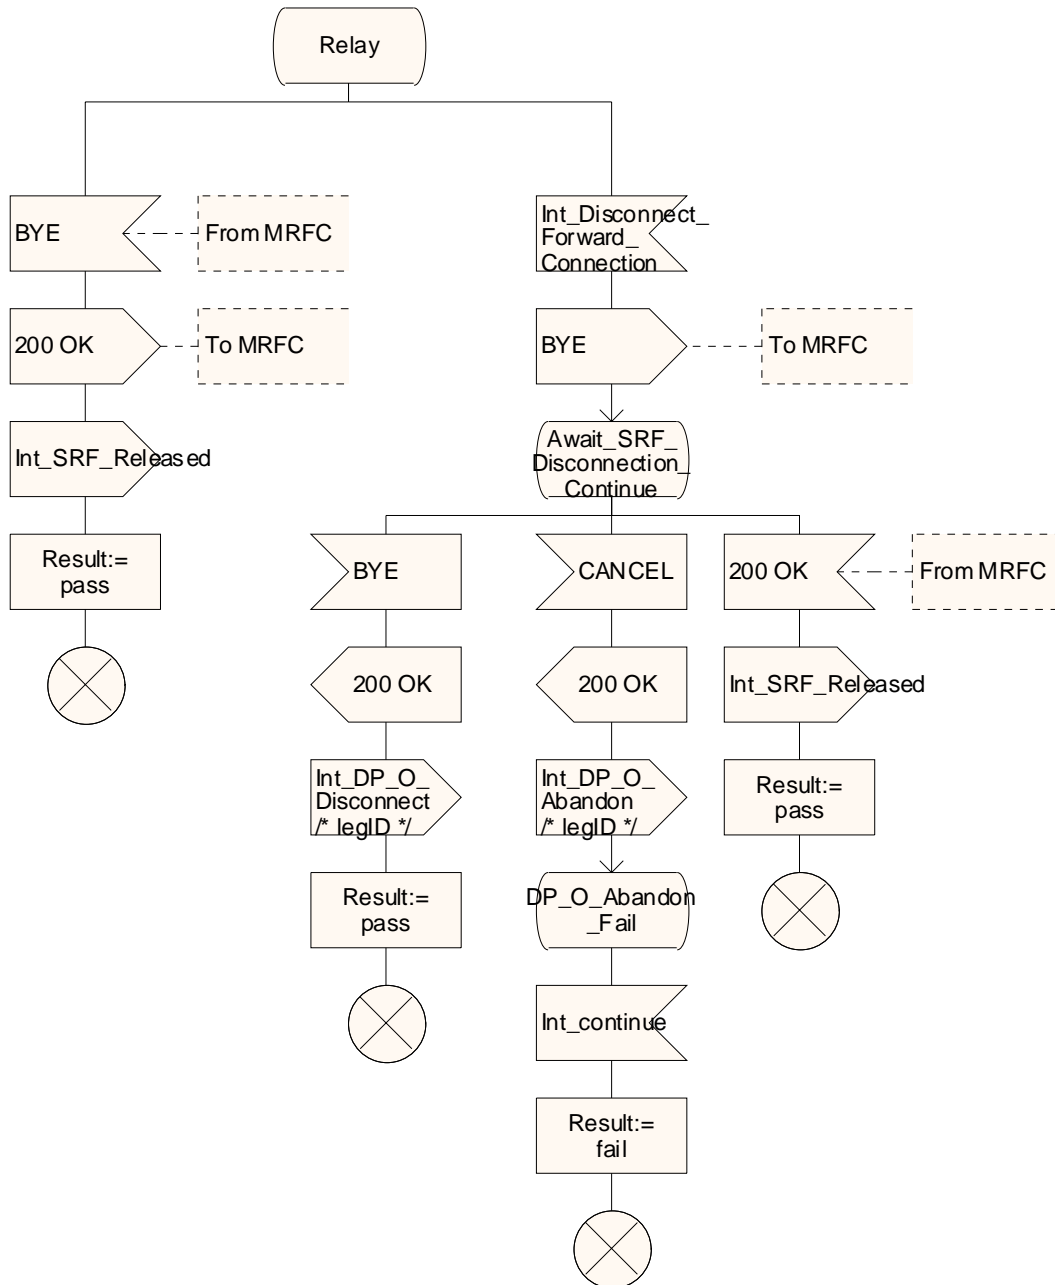 Relay
BYE
From MRFC
Int_Disconnect_
Forward_
Connection
200 OK
To MRFC
BYE
To MRFC
Int_SRF_Released
Await_SRF_
Disconnection_
Continue
Result:=
pass
BYE
CANCEL
200 OK
From MRFC
200 OK
200 OK
Int_SRF_Released
Int_DP_O_
Disconnect
/* legID */
Int_DP_O_
Abandon
/* legID */
Result:=
pass
Result:=
pass
DP_O_Abandon
_Fail
Int_continue
Result:=
fail